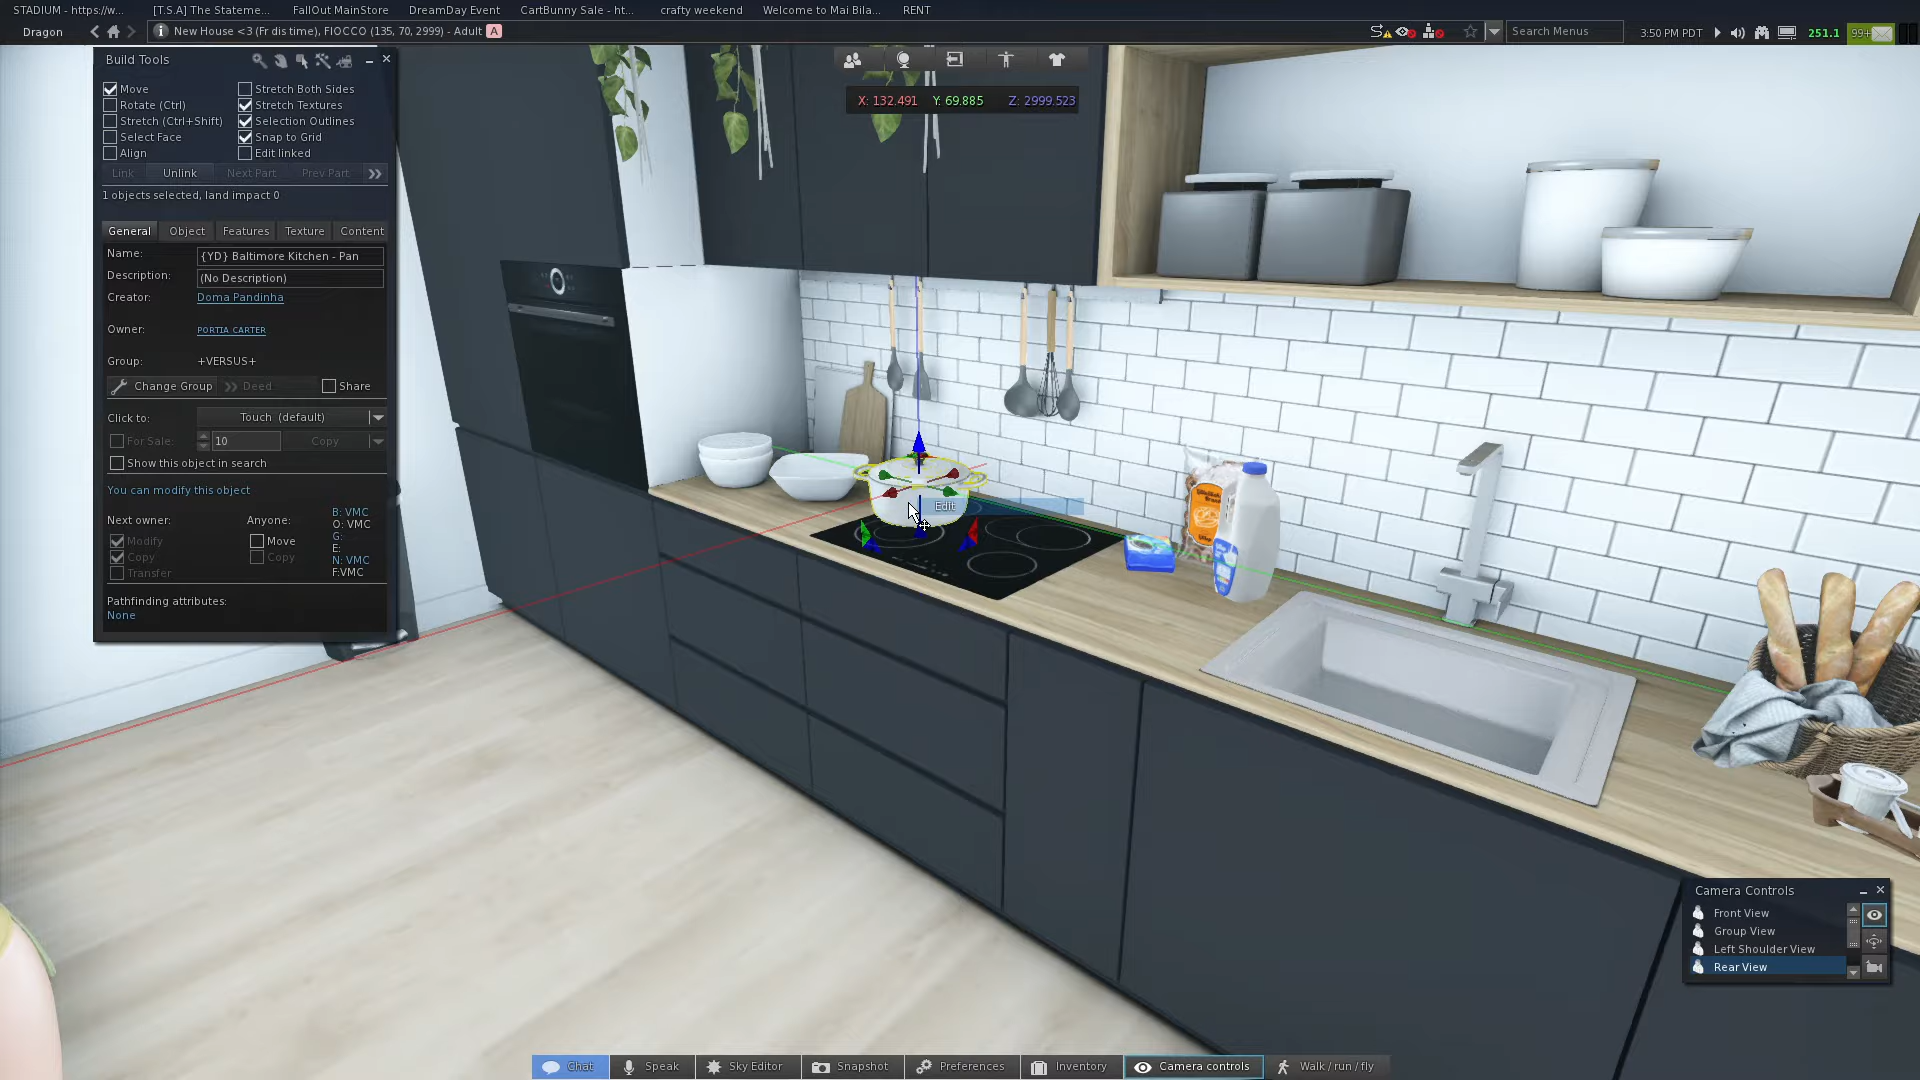 STADIUM - https://w...
[T.S.A] The Stateme...
FallOut MainStore
DreamDay Event
CartBunny Sale - ht...
crafty weekend
Welcome to Mai Bila...
RENT
Dragon
New House <3 (Fr dis time), FIOCCO (135, 70, 2999) - Adult A
Search Menus
3:50 PM PDT
251.1
99+
Build Tools
Move
Stretch Both Sides
Rotate (Ctrl)
Stretch Textures
Stretch (Ctrl+Shift)
Selection Outlines
Select Face
Snap to Grid
Align
Edit linked
Link
Unlink
Next Part
Prev Part
1 objects selected, land impact 0
General
Object
Features
Texture
Content
Name:
{YD} Baltimore Kitchen - Pan
Description:
(No Description)
Creator:
Doma Pandinha
Owner:
PORTIA CARTER
Group:
+VERSUS+
Change Group
Deed
Share
Click to:
Touch (default)
For Sale:
10
Copy
Show this object in search
You can modify this object
Next owner:
Anyone:
B: VMC
O: VMC
G:
E:
N: VMC
F:VMC
Modify
Move
Copy
Copy
Transfer
Pathfinding attributes:
None
X: 132.491
Y: 69.885
Z: 2999.523
Edit
Camera Controls
Front View
Group View
Left Shoulder View
Rear View
Chat
Speak
Sky Editor
Snapshot
Preferences
Inventory
Camera controls
Walk / run / fly